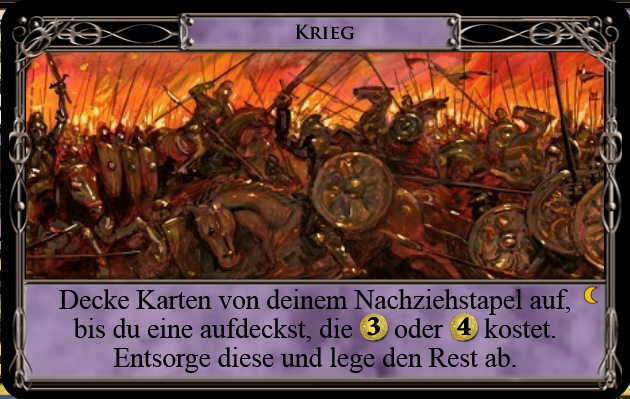 Krieg
Decke Karten von deinem Nachziehstapel auf,
bis du eine aufdeckst, die 3 oder 4 kostet.
Entsorge diese und lege den Rest ab.